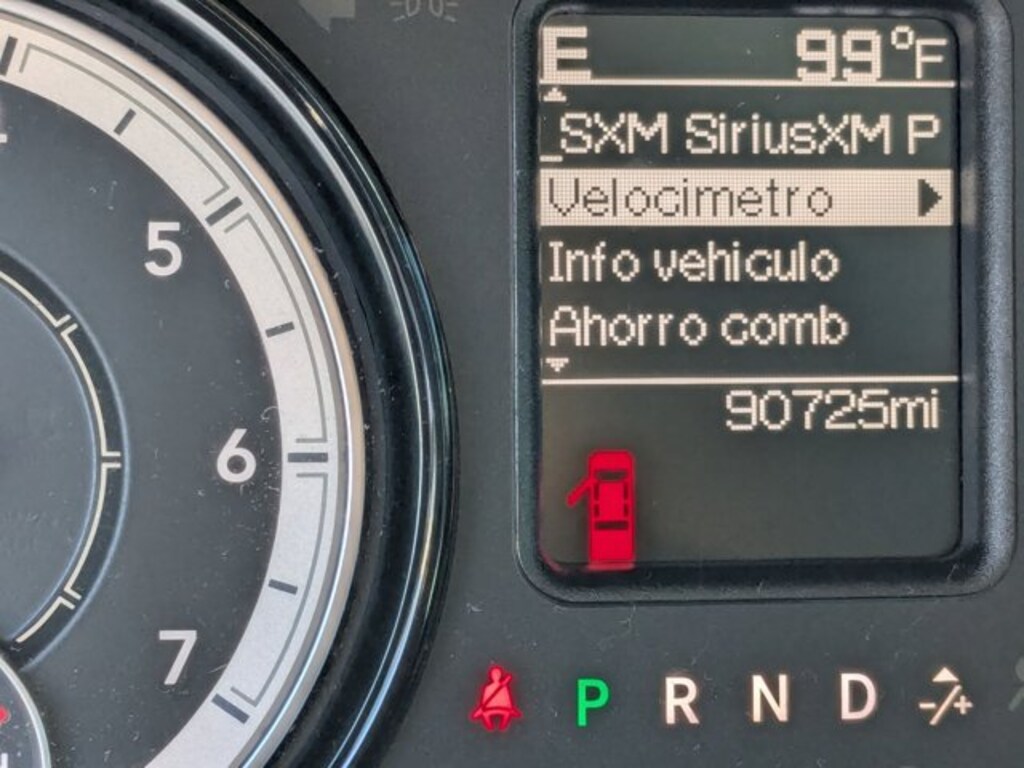 E 99°F
_SXM SiriusXM P
Velocimetro
Info vehiculo
Ahorro comb
90725mi
5
6
7
P R N D -/+